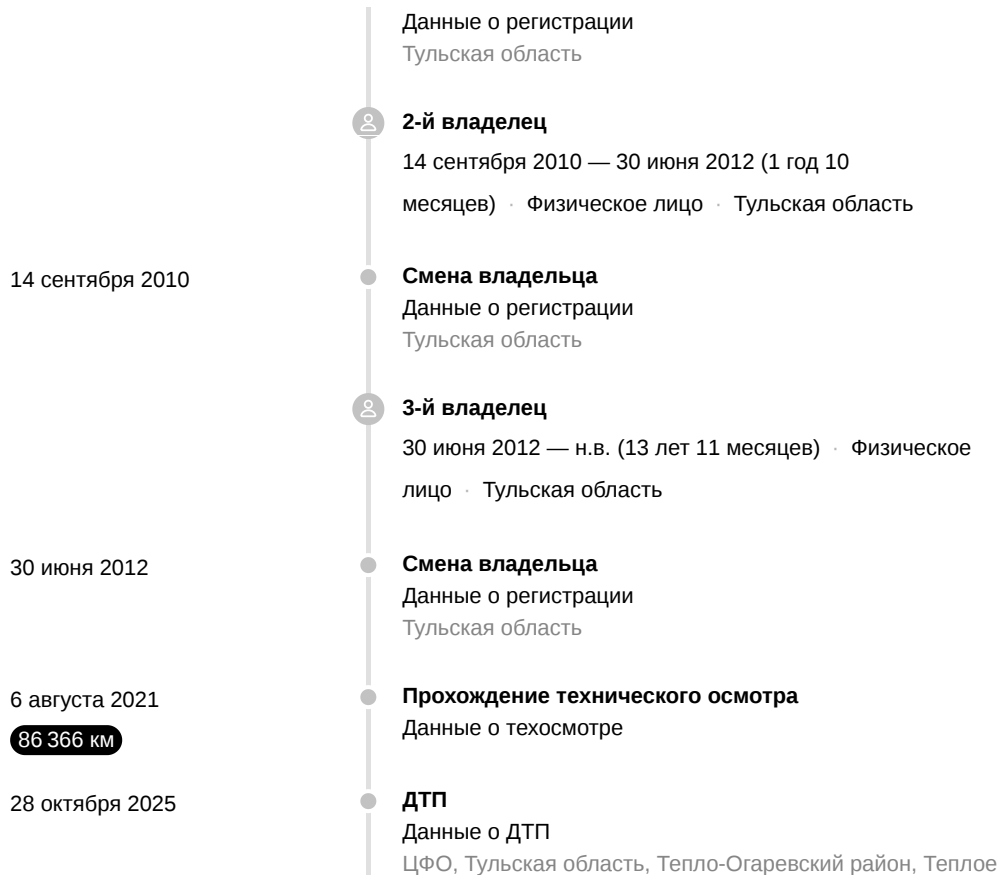 Данные о регистрации
Тульская область
2-й владелец
14 сентября 2010 — 30 июня 2012 (1 год 10
месяцев) · Физическое лицо · Тульская область
14 сентября 2010
Смена владельца
Данные о регистрации
Тульская область
3-й владелец
30 июня 2012 — н.в. (13 лет 11 месяцев) · Физическое
лицо · Тульская область
30 июня 2012
Смена владельца
Данные о регистрации
Тульская область
6 августа 2021
86 366 км
Прохождение технического осмотра
Данные о техосмотре
28 октября 2025
ДТП
Данные о ДТП
ЦФО, Тульская область, Тепло-Огаревский район, Теплое